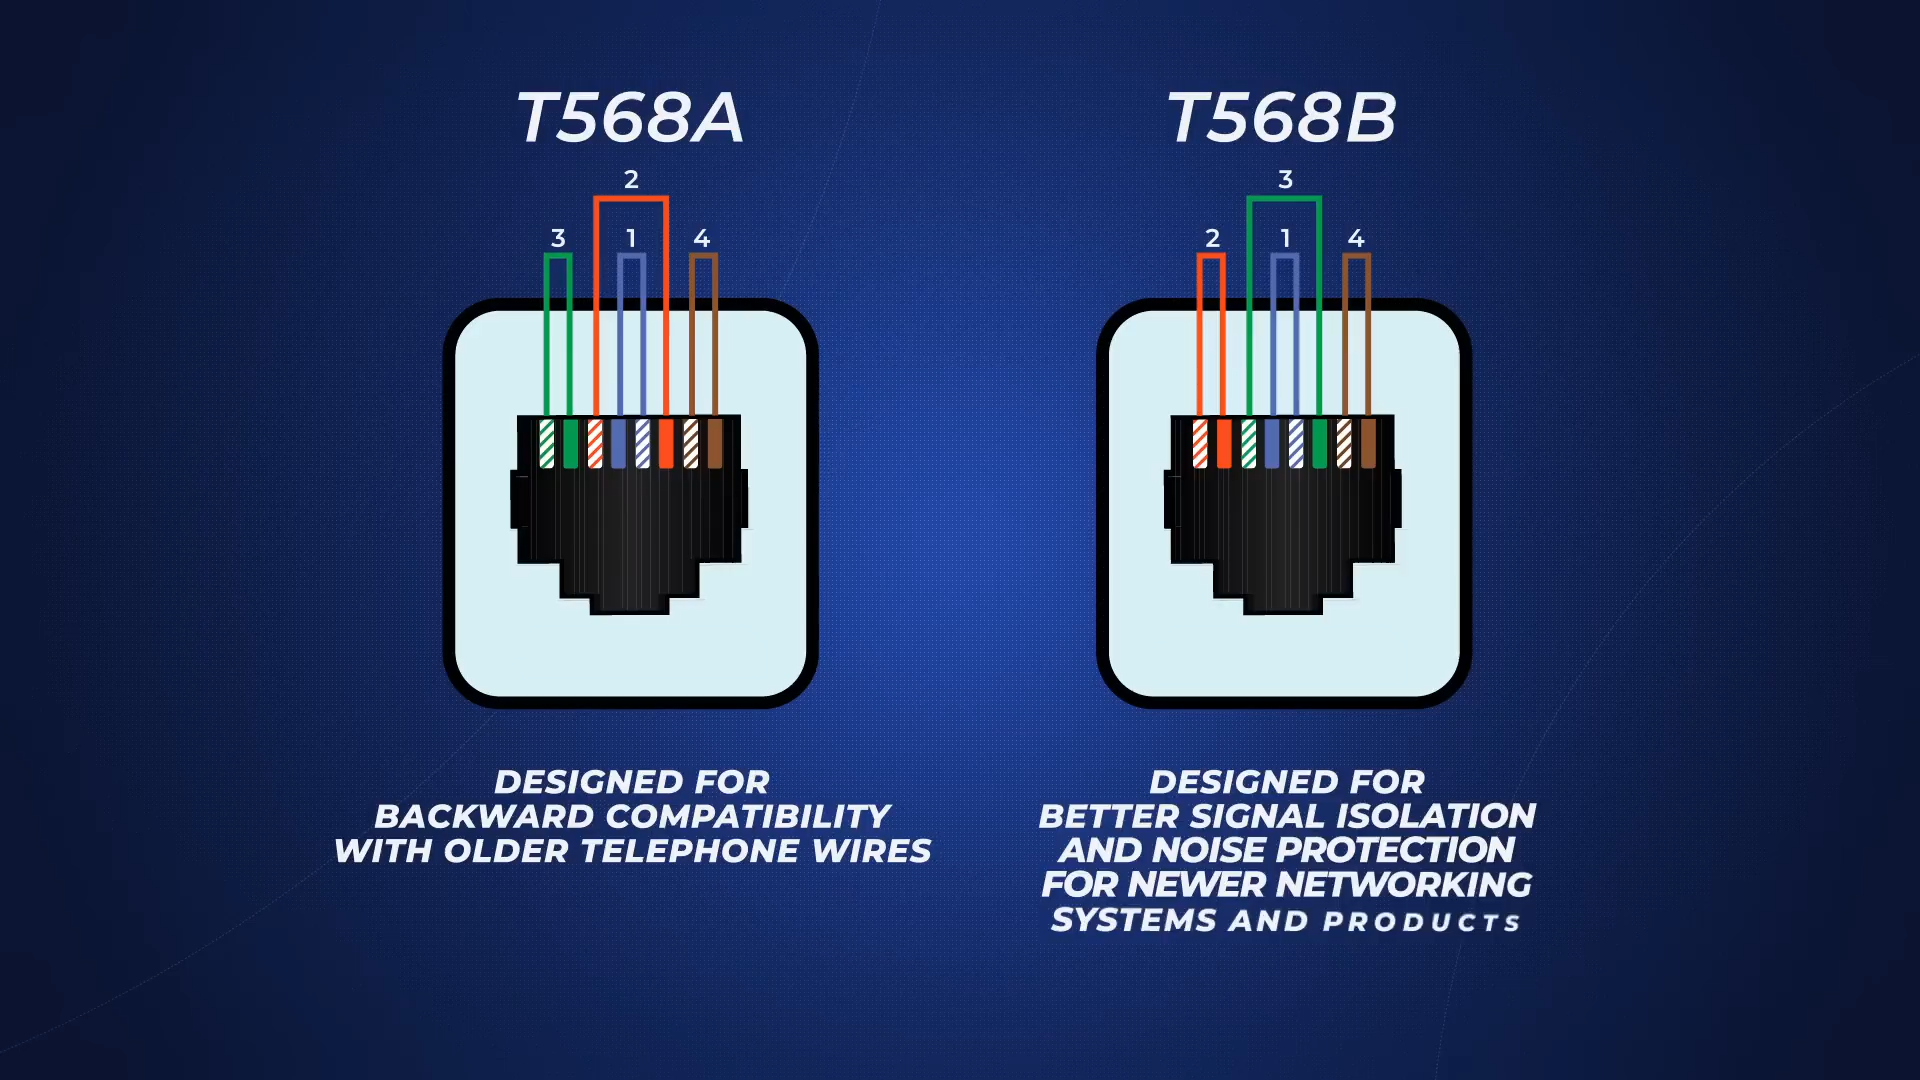 T568A
2
3 1 4
DESIGNED FOR
BACKWARD COMPATIBILITY
WITH OLDER TELEPHONE WIRES
T568B
3
2 1 4
DESIGNED FOR
BETTER SIGNAL ISOLATION
AND NOISE PROTECTION
FOR NEWER NETWORKING
SYSTEMS AND PRODUCTS